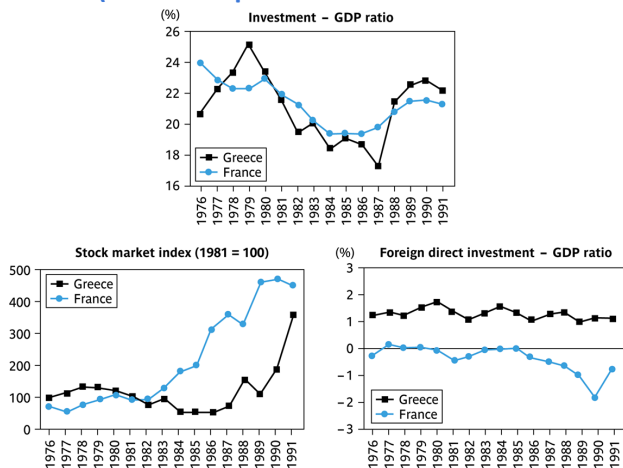 (%)
Investment – GDP ratio
26
24
22
20
18
16
Greece
France
1976 1977 1978 1979 1980 1981 1982 1983 1984 1985 1986 1987 1988 1989 1990 1991
Stock market index (1981 = 100)
500
400
300
200
100
0
Greece
France
1976 1977 1978 1979 1980 1981 1982 1983 1984 1985 1986 1987 1988 1989 1990 1991
(%)
Foreign direct investment – GDP ratio
3
2
1
0
– 1
– 2
– 3
Greece
France
1976 1977 1978 1979 1980 1981 1982 1983 1984 1985 1986 1987 1988 1989 1990 1991